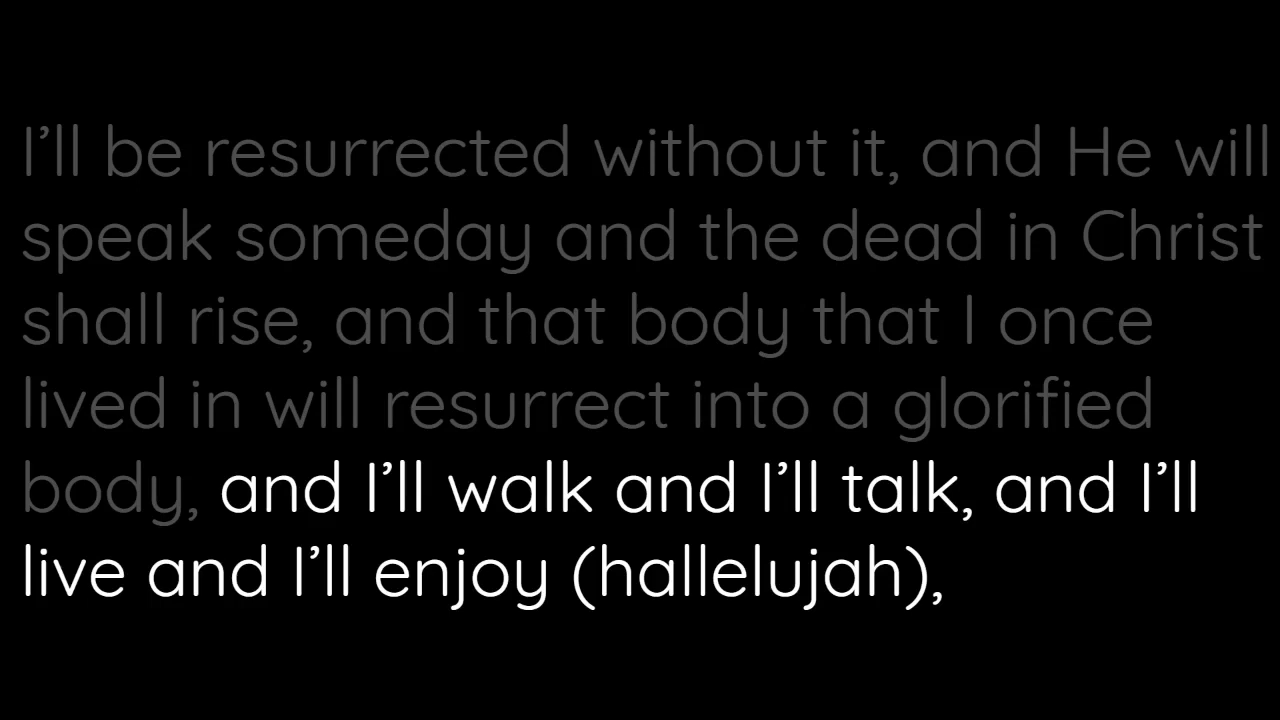 I’ll be resurrected without it, and He will
speak someday and the dead in Christ
shall rise, and that body that I once
lived in will resurrect into a glorified
body, and I’ll walk and I’ll talk, and I’ll
live and I’ll enjoy (hallelujah),